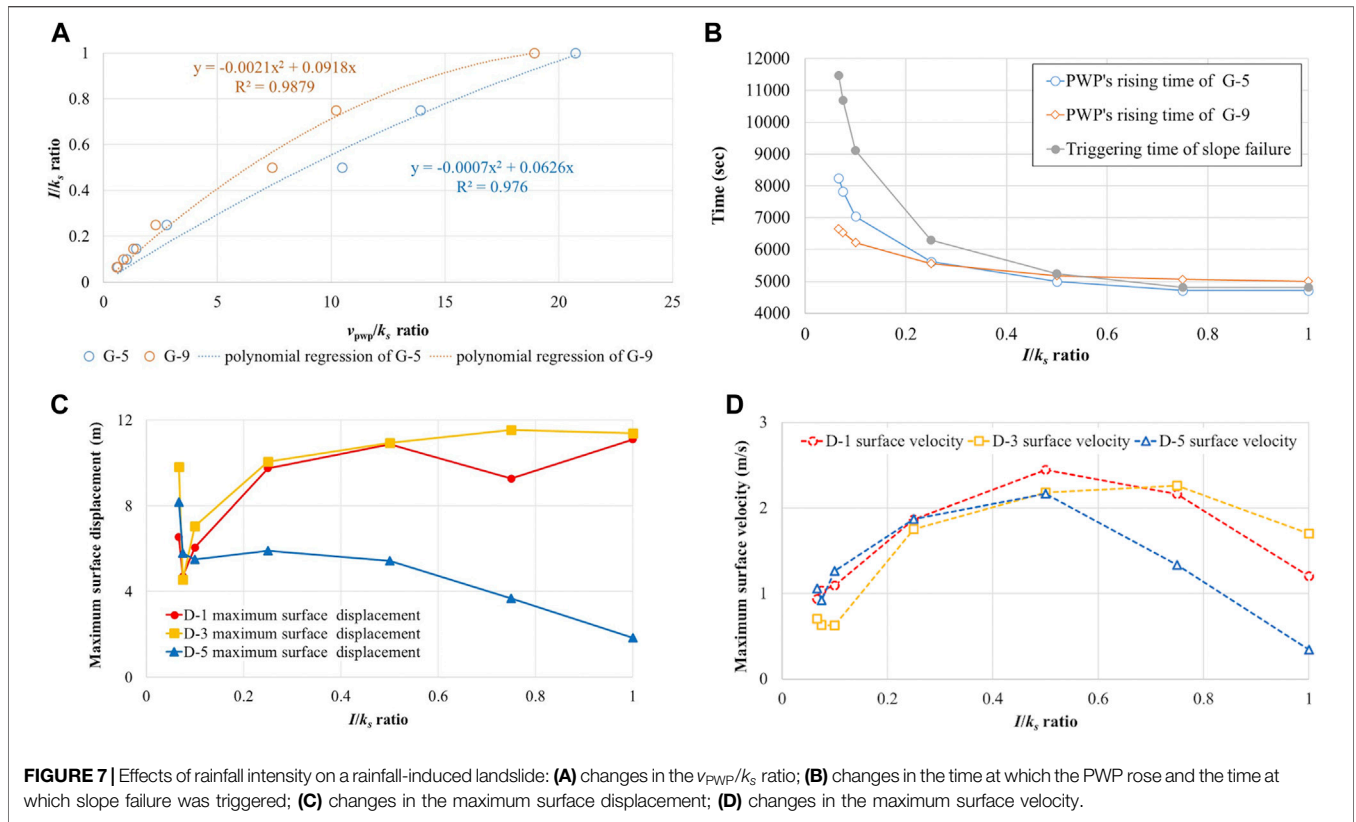 A
1
0.8
0.6
0.4
0.2
0
0 5 10 15 20 25
I/ks ratio
vpwp/ks ratio
y = -0.0021x² + 0.0918x
R² = 0.9879
y = -0.0007x² + 0.0626x
R² = 0.976
G-5 G-9 polynomial regression of G-5 polynomial regression of G-9
B
12000
11000
10000
9000
8000
7000
6000
5000
4000
0 0.2 0.4 0.6 0.8 1
Time (sec)
I/ks ratio
PWP's rising time of G-5
PWP's rising time of G-9
Triggering time of slope failure
C
12
8
4
0
0 0.2 0.4 0.6 0.8 1
Maximum surface displacement (m)
I/ks ratio
D-1 maximum surface displacement
D-3 maximum surface displacement
D-5 maximum surface displacement
D
3
2
1
0
0 0.2 0.4 0.6 0.8 1
Maximum surface velocity (m/s)
I/ks ratio
D-1 surface velocity D-3 surface velocity D-5 surface velocity
FIGURE 7 | Effects of rainfall intensity on a rainfall-induced landslide: (A) changes in the vPWP/ks ratio; (B) changes in the time at which the PWP rose and the time at
which slope failure was triggered; (C) changes in the maximum surface displacement; (D) changes in the maximum surface velocity.